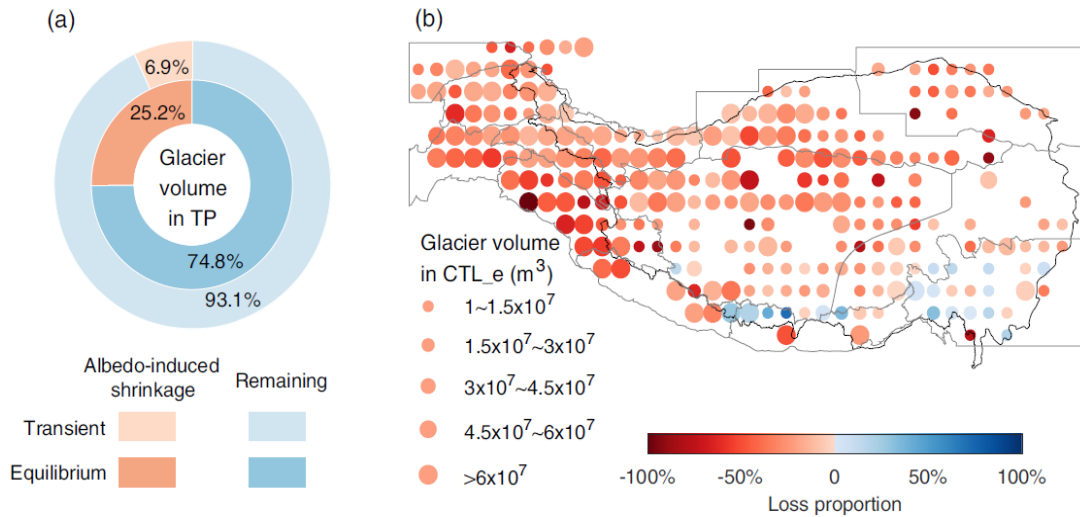 (a)
6.9%
25.2%
Glacier
volume
in TP
74.8%
93.1%
Albedo-induced
shrinkage
Remaining
Transient
Equilibrium
(b)
Glacier volume
in CTL_e (m³)
1~1.5x10⁷
1.5x10⁷~3x10⁷
3x10⁷~4.5x10⁷
4.5x10⁷~6x10⁷
>6x10⁷
-100% -50% 0 50% 100%
Loss proportion